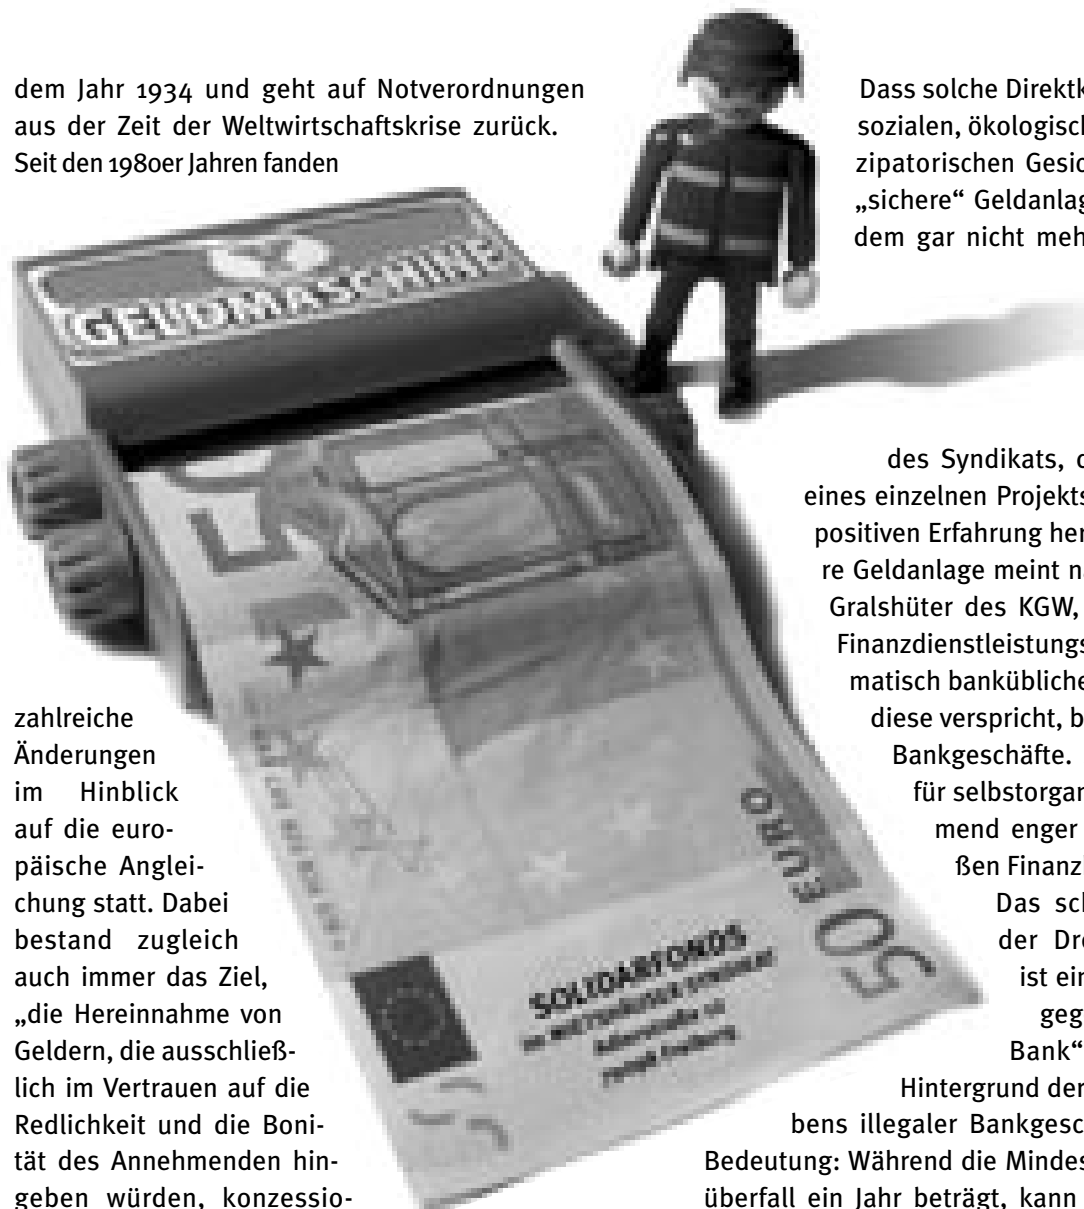 dem Jahr 1934 und geht auf Notverordnungen
aus der Zeit der Weltwirtschaftskrise zurück.
Seit den 1980er Jahren fanden
zahlreiche
Änderungen
im Hinblick
auf die euro-
päische Anglei-
chung statt. Dabei
bestand zugleich
auch immer das Ziel,
„die Hereinnahme von
Geldern, die ausschließ-
lich im Vertrauen auf die
Redlichkeit und die Boni-
tät des Annehmenden hin-
geben würden, konzessio-
GELDMASCHINE
50 EURO
SOLIDARFONDS
im MIETSHÄUSER SYNDIKAT
Freiburg
Dass solche Direktk
sozialen, ökologisch
zipatorischen Gesic
„sichere“ Geldanlag
dem gar nicht meh
des Syndikats, d
eines einzelnen Projekts
positiven Erfahrung her
re Geldanlage meint n
Gralshüter des KGW,
Finanzdienstleistungs
matisch bankübliche
diese verspricht, b
Bankgeschäfte.
für selbstorgan
mend enger
ßen Finanz
Das sch
der Dre
ist ein
geg
Bank“
Hintergrund der
bens illegaler Bankgesc
Bedeutung: Während die Mindes
überfall ein Jahr beträgt, kann